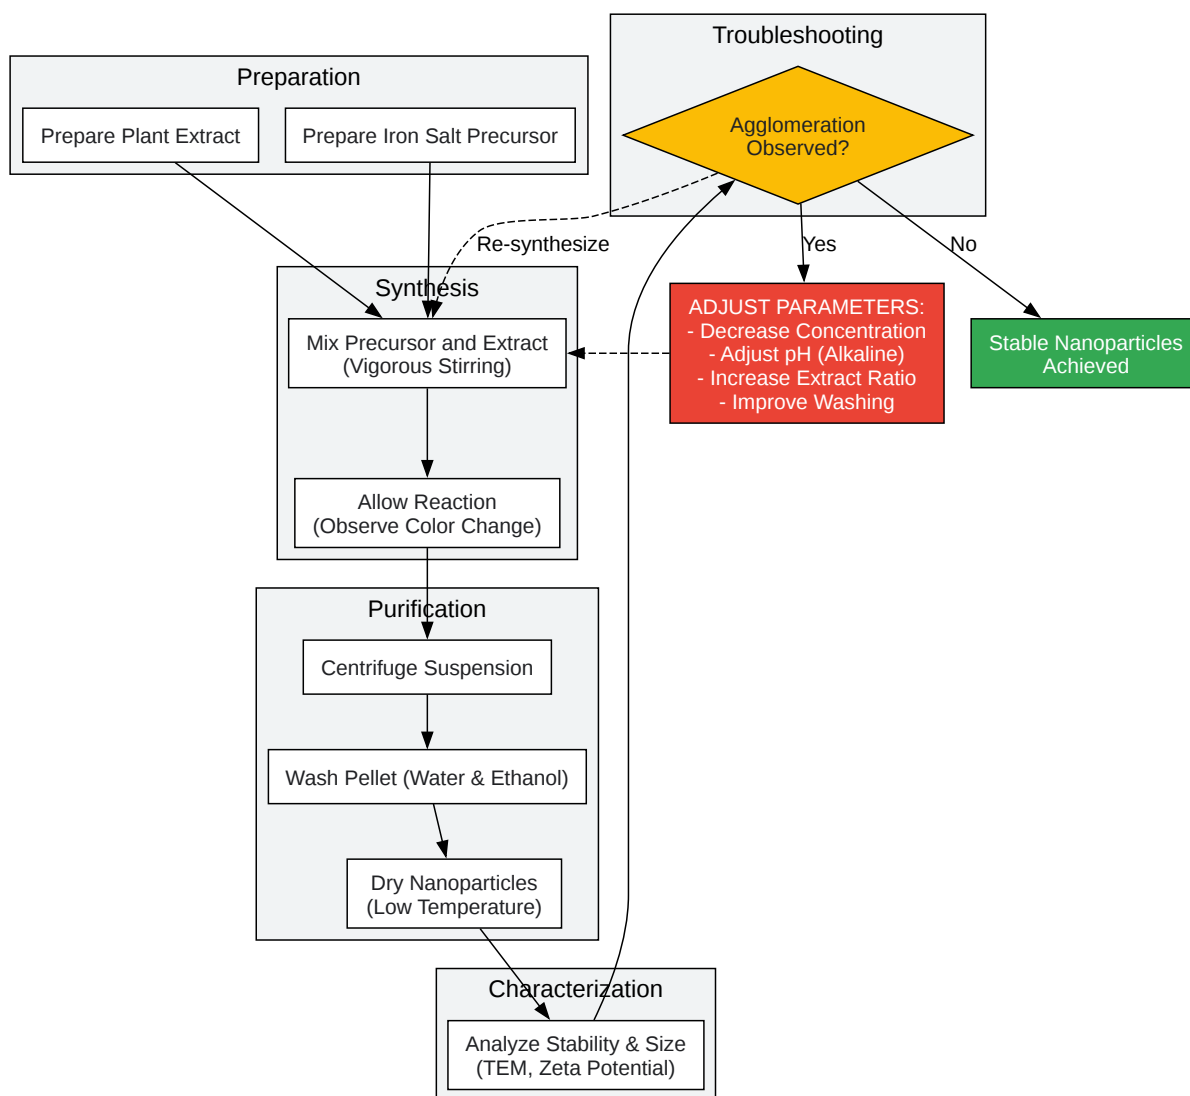 Troubleshooting
Preparation
Agglomeration
Observed?
Prepare Plant Extract
Prepare Iron Salt Precursor
Re-synthesize
Yes
No
Synthesis
Mix Precursor and Extract
(Vigorous Stirring)
ADJUST PARAMETERS:
- Decrease Concentration
- Adjust pH (Alkaline)
- Increase Extract Ratio
- Improve Washing
Stable Nanoparticles
Achieved
Allow Reaction
(Observe Color Change)
Purification
Centrifuge Suspension
Wash Pellet (Water & Ethanol)
Dry Nanoparticles
(Low Temperature)
Characterization
Analyze Stability & Size
(TEM, Zeta Potential)